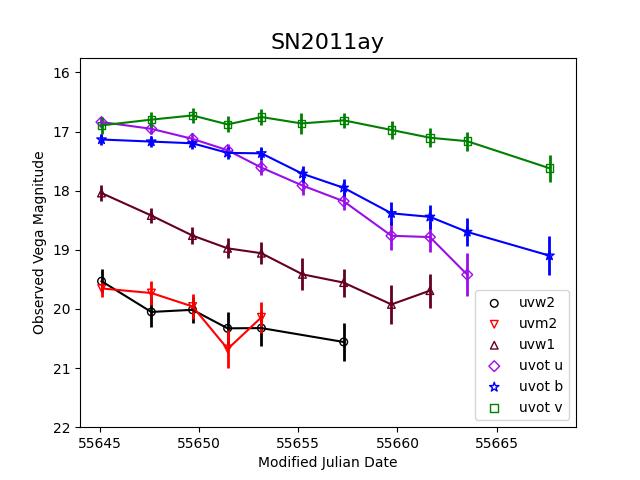 SN2011ay
Observed Vega Magnitude
16
17
18
19
20
21
22
55645
55650
55655
55660
55665
Modified Julian Date
uvw2
uvm2
uvw1
uvot u
uvot b
uvot v